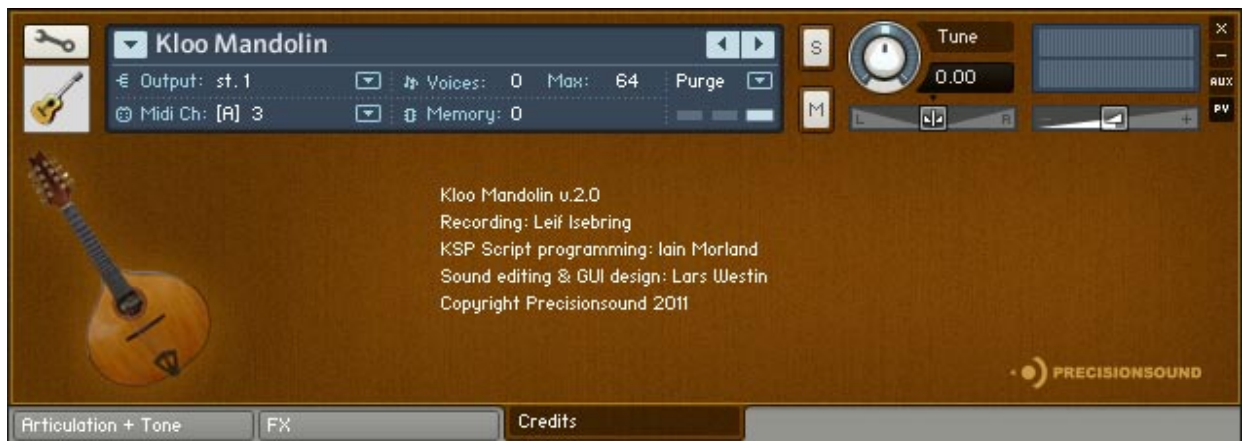 Kloo Mandolin
S
Tune
×
–
Output: st. 1
Voices: 0 Max: 64 Purge
0.00
AUX
Midi Ch: [A] 3
Memory: 0
M
L R
- +
PV
Kloo Mandolin v.2.0
Recording: Leif Isebring
KSP Script programming: Iain Morland
Sound editing & GUI design: Lars Westin
Copyright Precisionsound 2011
PRECISIONSOUND
Articulation + Tone FX Credits